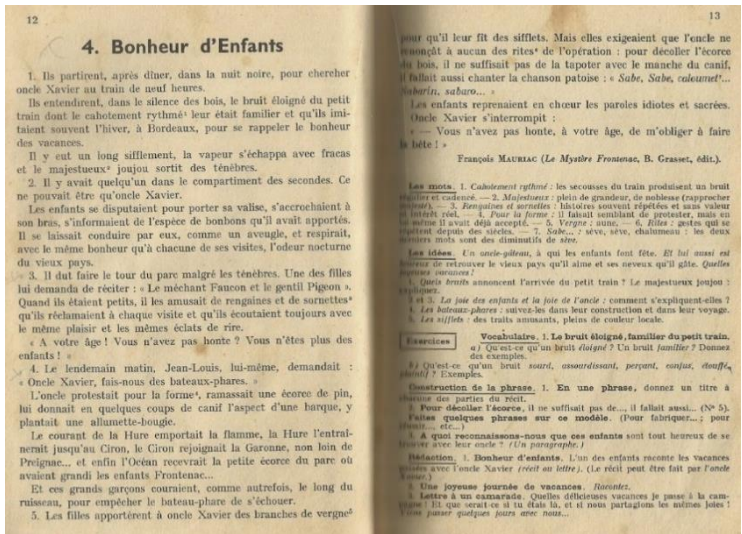 12
4. Bonheur d'Enfants
1. Ils partirent, après dîner, dans la nuit noire, pour chercher
oncle Xavier au train de neuf heures.
Ils entendirent, dans le silence des bois, le bruit éloigné du petit
train dont le cahotement rythmé¹ leur était familier et qu'ils imi-
taient souvent l'hiver, à Bordeaux, pour se rappeler le bonheur
des vacances.
Il y eut un long sifflement, la vapeur s'échappa avec fracas
et le majestueux² joujou sortit des ténèbres.
2. Il y avait quelqu'un dans le compartiment des secondes. Ce
ne pouvait être qu'oncle Xavier.
Les enfants se disputaient pour porter sa valise, s'accrochaient à
son bras, s'informaient de l'espèce de bonbons qu'il avait apportés.
Il se laissait conduire par eux, comme un aveugle, et respirait,
avec le même bonheur qu'à chacune de ses visites, l'odeur nocturne
du vieux pays.
3. Il dut faire le tour du parc malgré les ténèbres. Une des filles
lui demanda de réciter : « Le méchant Faucon et le gentil Pigeon ».
Quand ils étaient petits, il les amusait de rengaines et de sornettes³
qu'ils réclamaient à chaque visite et qu'ils écoutaient toujours avec
le même plaisir et les mêmes éclats de rire.
« A votre âge ! Vous n'avez pas honte ? Vous n'êtes plus des
enfants ! »
4. Le lendemain matin, Jean-Louis, lui-même, demandait :
« Oncle Xavier, fais-nous des bateaux-phares. »
L'oncle protestait pour la forme⁴, ramassait une écorce de pin,
lui donnait en quelques coups de canif l'aspect d'une barque, y
plantait une allumette-bougie.
Le courant de la Hure emportait la flamme, la Hure l'entraî-
nerait jusqu'au Ciron, le Ciron rejoignait la Garonne, non loin de
Preignac... et enfin l'Océan recevrait la petite écorce du parc où
avaient grandi les enfants Frontenac...
Et ces grands garçons couraient, comme autrefois, le long du
ruisseau, pour empêcher le bateau-phare de s'échouer.
5. Les filles apportèrent à oncle Xavier des branches de vergne⁵
13
pour qu'il leur fît des sifflets. Mais elles exigeaient que l'oncle ne
renonçât à aucun des rites⁶ de l'opération : pour décoller l'écorce
du bois, il ne suffisait pas de la tapoter avec le manche du canif,
il fallait aussi chanter la chanson patoise : « Sabe, Sabe, caloumet⁷...
Sabarin, sabaro... »
Les enfants reprenaient en chœur les paroles idiotes et sacrées.
Oncle Xavier s'interrompit :
« — Vous n'avez pas honte, à votre âge, de m'obliger à faire
la bête ! »
François MAURIAC (Le Mystère Frontenac, B. Grasset, édit.).
Les mots. 1. Cahotement rythmé : les secousses du train produisent un bruit
régulier et cadencé. — 2. Majestueux : plein de grandeur, de noblesse (rapprocher
). — 3. Rengaines et sornettes : histoires souvent répétées et sans valeur
ni intérêt réel. — 4. Pour la forme : il faisait semblant de protester, mais en
lui-même il avait déjà accepté. — 5. Vergne : aune. — 6. Rites : gestes qui se
répètent depuis des siècles. — 7. Sabe... : sève, sève, chalumeau : les deux
derniers mots sont des diminutifs de sève.
Les idées. Un oncle-gâteau, à qui les enfants font fête. Et lui aussi est
heureux de retrouver le vieux pays qu'il aime et ses neveux qu'il gâte. Quelles
joyeuses vacances !
1. Quels bruits annoncent l'arrivée du petit train ? Le majestueux joujou :
expliquez.
2 et 3. La joie des enfants et la joie de l'oncle : comment s'expliquent-elles ?
4. Les bateaux-phares : suivez-les dans leur construction et dans leur voyage.
5. Les sifflets : des traits amusants, pleins de couleur locale.
Exercices Vocabulaire. 1. Le bruit éloigné, familier du petit train.
a) Qu'est-ce qu'un bruit éloigné ? Un bruit familier ? Donnez
des exemples.
b) Qu'est-ce qu'un bruit sourd, assourdissant, perçant, confus, étouffé,
plaintif ? Exemples.
Construction de la phrase. 1. En une phrase, donnez un titre à
chacune des parties du récit.
2. Pour décoller l'écorce, il ne suffisait pas de..., il fallait aussi... (N° 5).
Faites quelques phrases sur ce modèle. (Pour fabriquer... ; pour
, etc...)
3. A quoi reconnaissons-nous que ces enfants sont tout heureux de se
trouver avec leur oncle ? (Un paragraphe.)
Rédaction. 1. Bonheur d'enfants. L'un des enfants raconte les vacances
passées avec l'oncle Xavier (récit ou lettre). (Le récit peut être fait par l'oncle
Xavier.)
2. Une joyeuse journée de vacances. Racontez.
3. Lettre à un camarade. Quelles délicieuses vacances je passe à la cam-
pagne ! Et que serait-ce si tu étais là, et si nous partagions les mêmes joies !
Viens passer quelques jours avec nous...